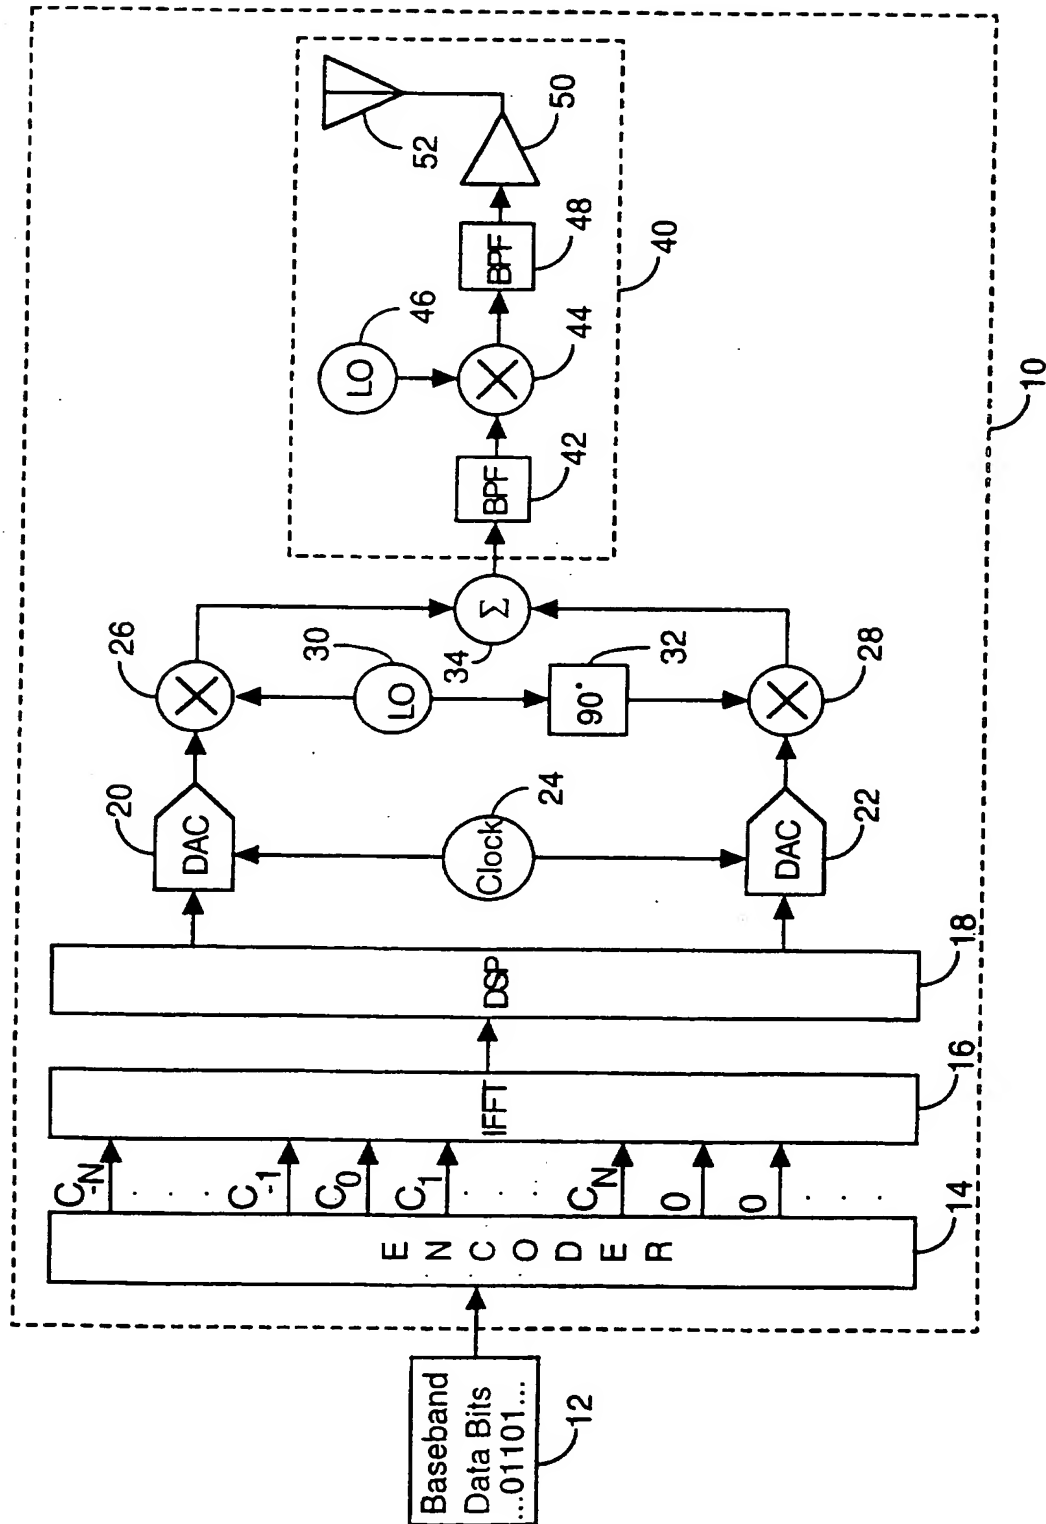 Baseband
Data Bits
...01101...
12
ENCODER
14
C-N
C-1
C0
C1
CN
0
0
IFFT
16
DSP
18
DAC
20
Clock
24
DAC
22
26
LO
30
90°
32
28
Σ
34
BPF
42
LO
46
44
BPF
48
50
52
40
10